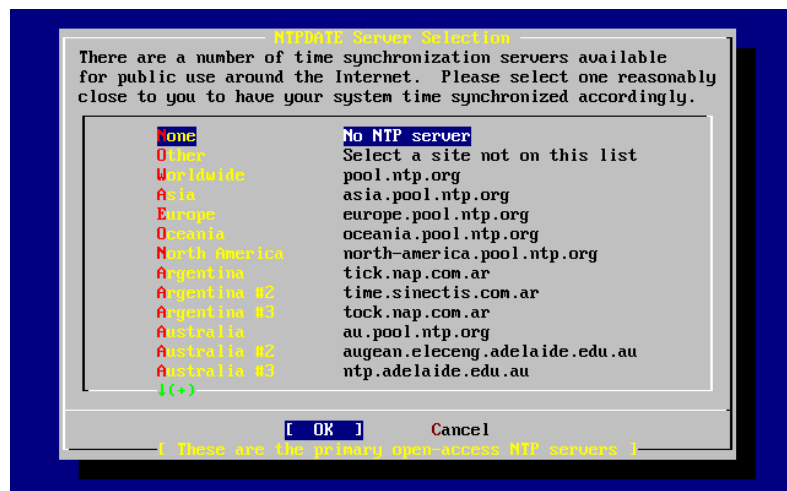 NTPDATE Server Selection
There are a number of time synchronization servers available
for public use around the Internet.  Please select one reasonably
close to you to have your system time synchronized accordingly.
None No NTP server
Other Select a site not on this list
Worldwide pool.ntp.org
Asia asia.pool.ntp.org
Europe europe.pool.ntp.org
Oceania oceania.pool.ntp.org
North America north-america.pool.ntp.org
Argentina tick.nap.com.ar
Argentina #2 time.sinectis.com.ar
Argentina #3 tock.nap.com.ar
Australia au.pool.ntp.org
Australia #2 augean.eleceng.adelaide.edu.au
Australia #3 ntp.adelaide.edu.au
↓(+)
[ OK ] Cancel
[ These are the primary open-access NTP servers ]